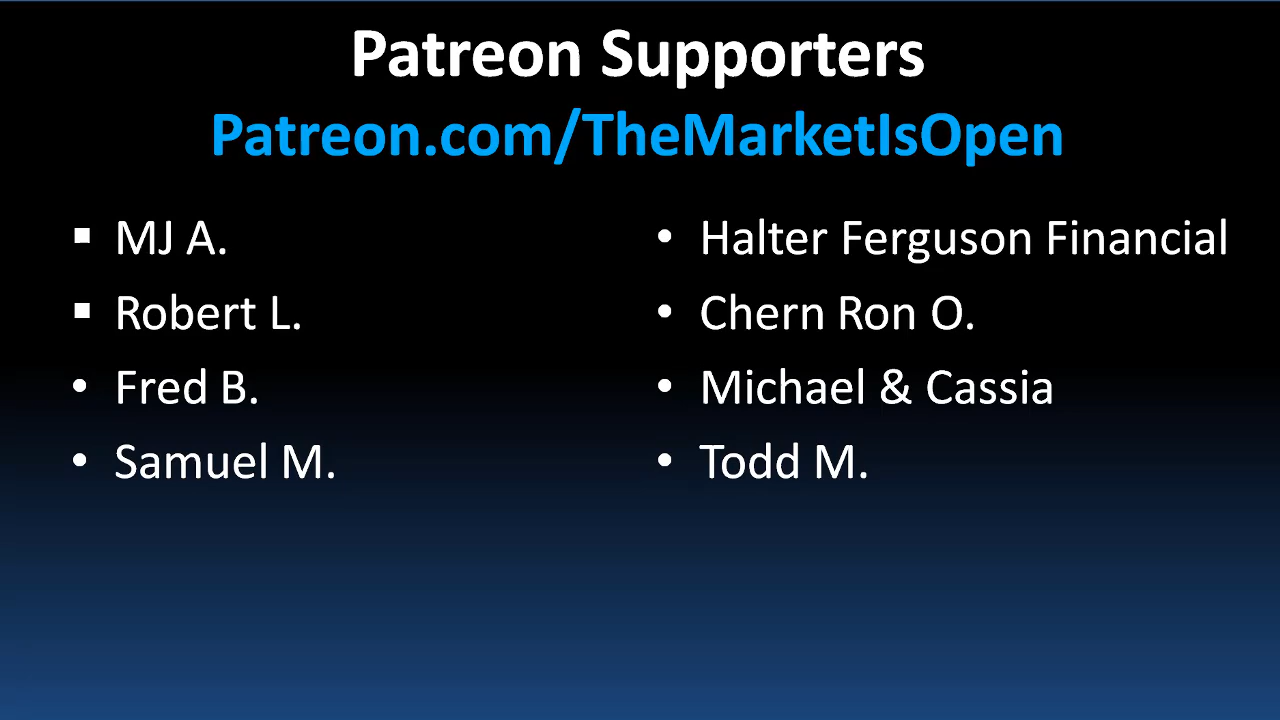 Patreon Supporters
Patreon.com/TheMarketIsOpen
▪ MJ A.
▪ Robert L.
• Fred B.
• Samuel M.
• Halter Ferguson Financial
• Chern Ron O.
• Michael & Cassia
• Todd M.